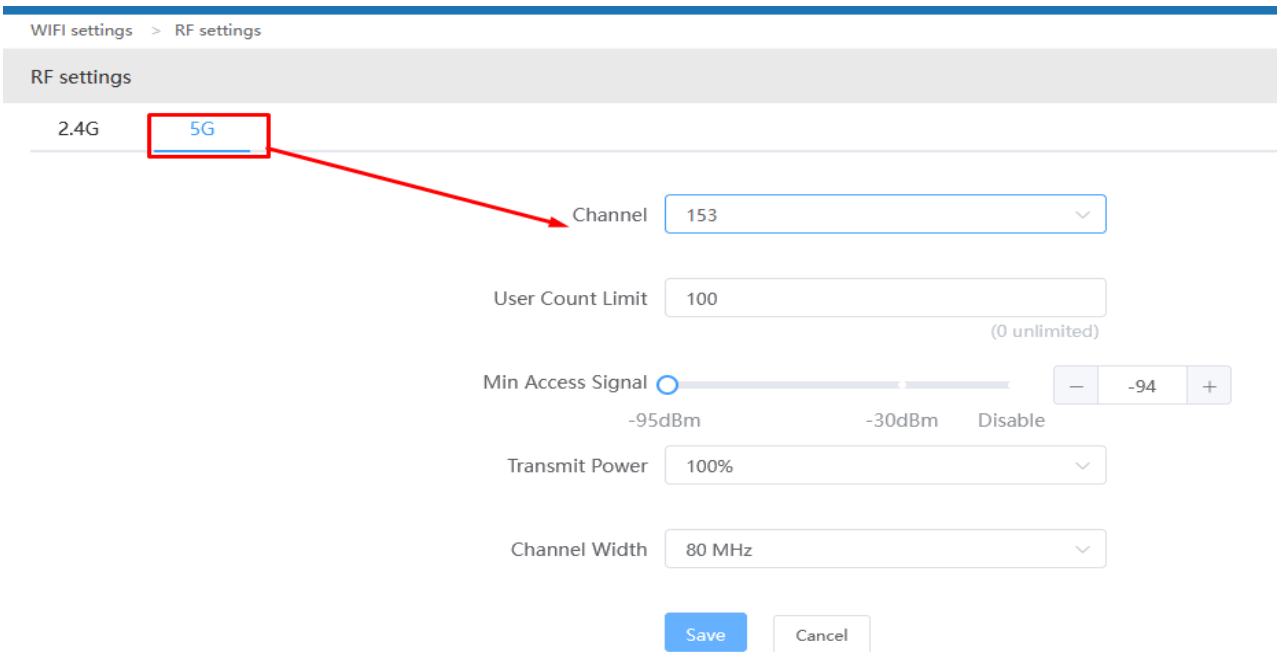 WIFI settings > RF settings
RF settings
2.4G 5G
Channel 153
User Count Limit 100
(0 unlimited)
Min Access Signal — -94 +
-95dBm -30dBm Disable
Transmit Power 100%
Channel Width 80 MHz
Save Cancel